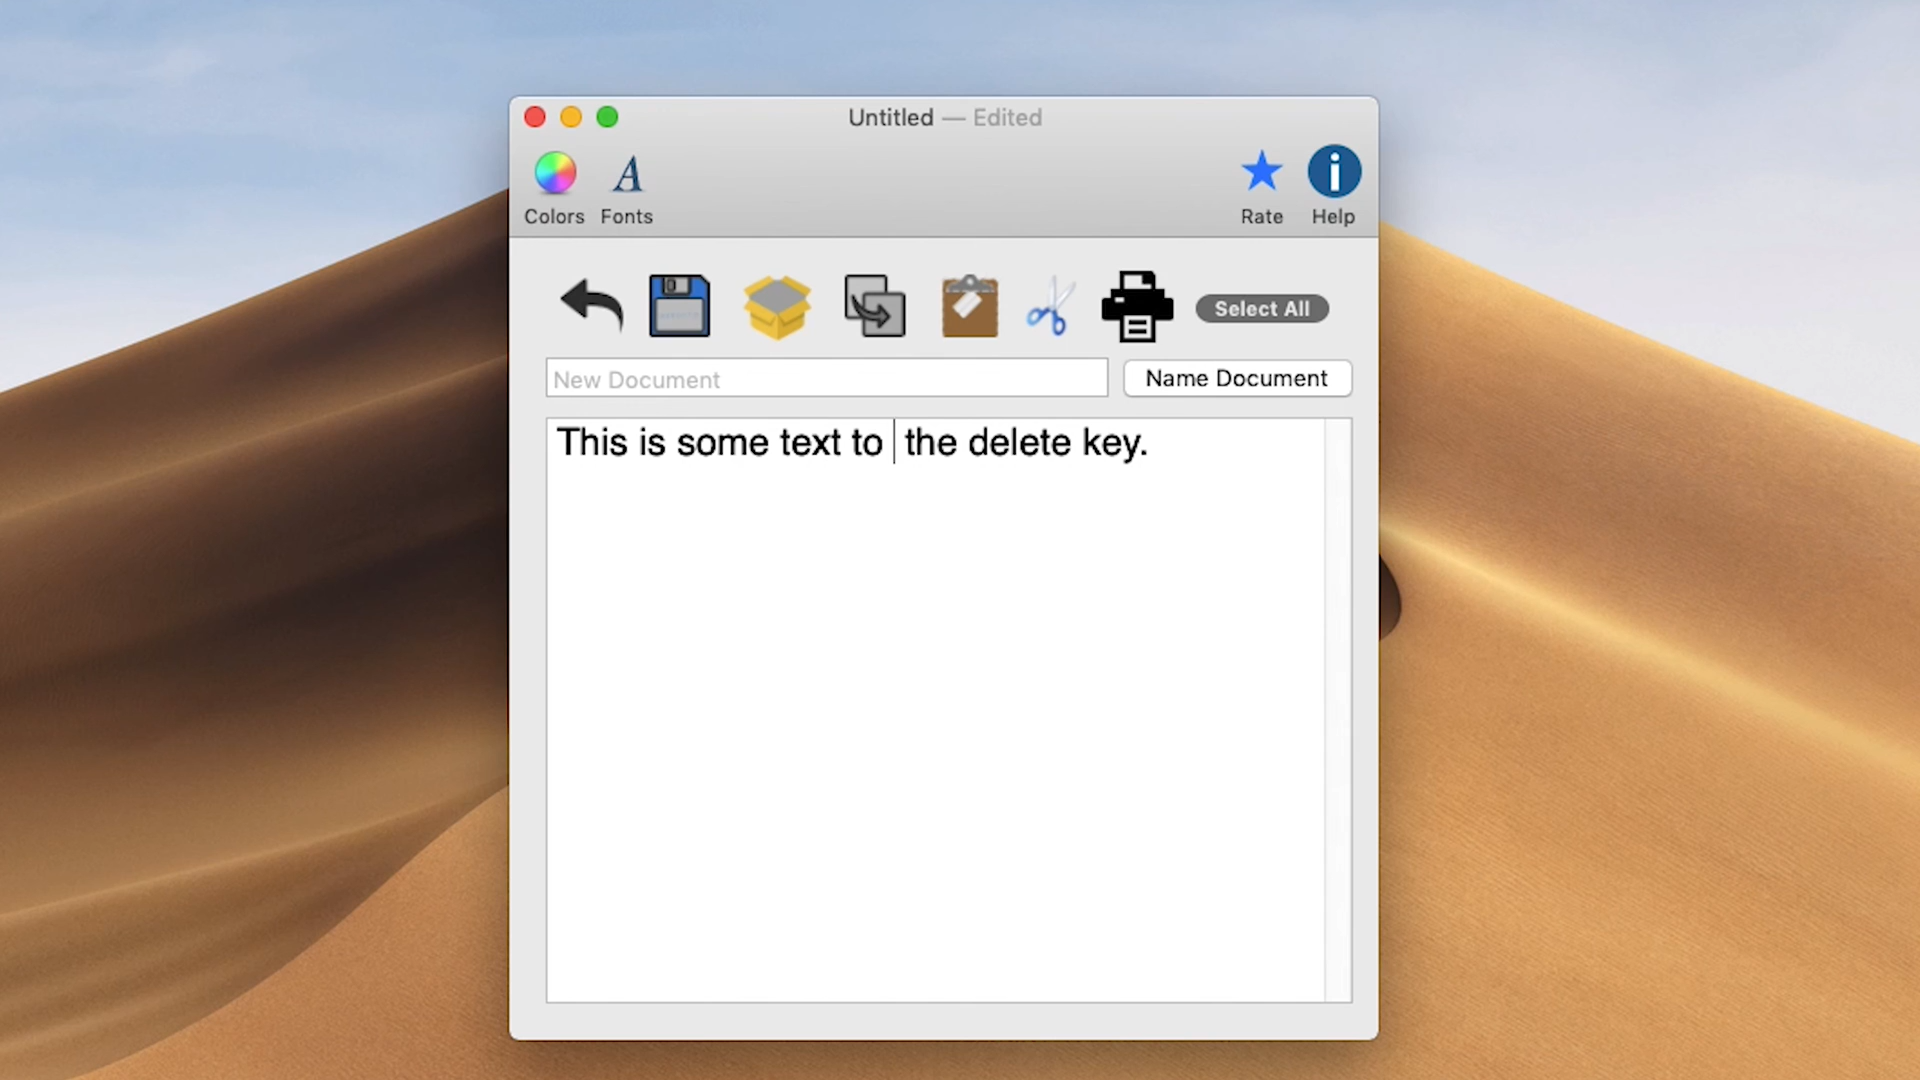 Untitled — Edited
Colors Fonts Rate Help
Select All
New Document Name Document
This is some text to the delete key.